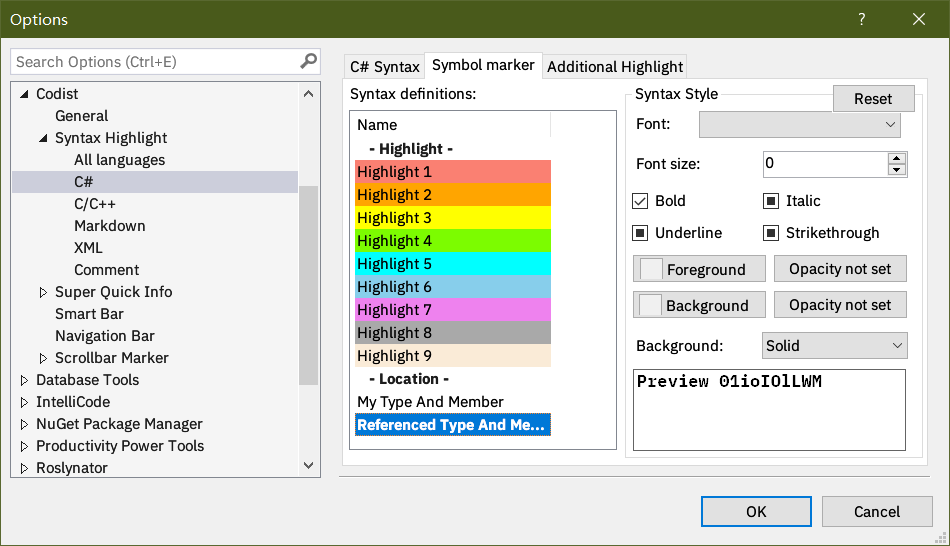 Options
?
Search Options (Ctrl+E)
Codist
General
Syntax Highlight
All languages
C#
C/C++
Markdown
XML
Comment
Super Quick Info
Smart Bar
Navigation Bar
Scrollbar Marker
Database Tools
IntelliCode
NuGet Package Manager
Productivity Power Tools
Roslynator
C# Syntax
Symbol marker
Additional Highlight
Syntax definitions:
Name
- Highlight -
Highlight 1
Highlight 2
Highlight 3
Highlight 4
Highlight 5
Highlight 6
Highlight 7
Highlight 8
Highlight 9
- Location -
My Type And Member
Referenced Type And Me...
Syntax Style
Reset
Font:
Font size:
0
Bold
Italic
Underline
Strikethrough
Foreground
Opacity not set
Background
Opacity not set
Background:
Solid
Preview 01ioIOlLWM
OK
Cancel